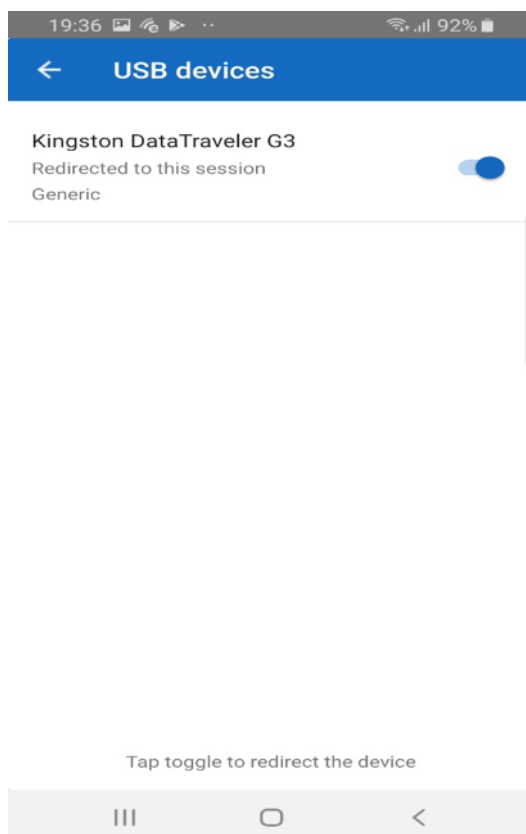 19:36 92%
USB devices
Kingston DataTraveler G3
Redirected to this session
Generic
Tap toggle to redirect the device